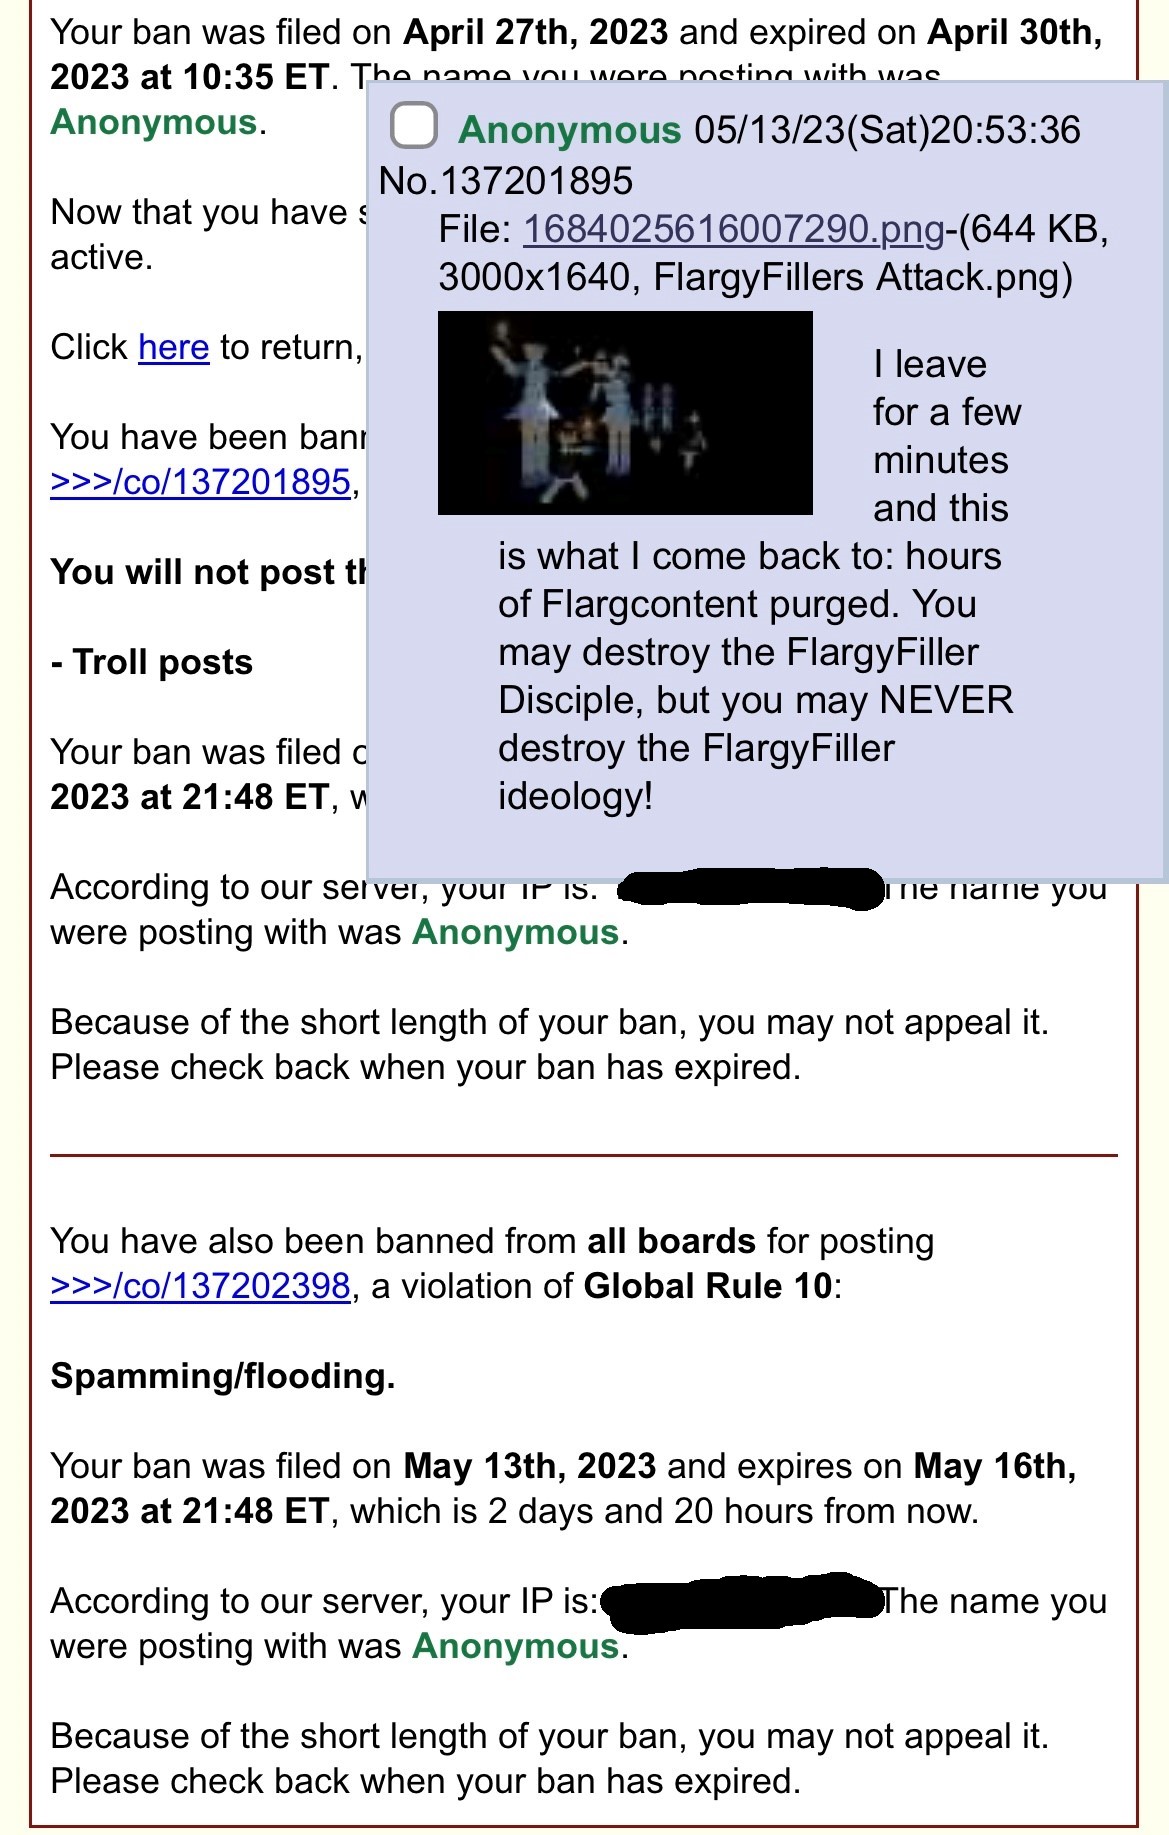 Your ban was filed on April 27th, 2023 and expired on April 30th,
2023 at 10:35 ET. The name you were posting with was
Anonymous.
Now that you have s
active.
Click here to return,
You have been bann
>>>/co/137201895,
You will not post th
- Troll posts
Your ban was filed o
2023 at 21:48 ET, w
Anonymous 05/13/23(Sat)20:53:36
No.137201895
File: 1684025616007290.png-(644 KB,
3000x1640, FlargyFillers Attack.png)
I leave
for a few
minutes
and this
is what I come back to: hours
of Flargcontent purged. You
may destroy the FlargyFiller
Disciple, but you may NEVER
destroy the FlargyFiller
ideology!
According to our server, your IP is: The name you
were posting with was Anonymous.
Because of the short length of your ban, you may not appeal it.
Please check back when your ban has expired.
You have also been banned from all boards for posting
>>>/co/137202398, a violation of Global Rule 10:
Spamming/flooding.
Your ban was filed on May 13th, 2023 and expires on May 16th,
2023 at 21:48 ET, which is 2 days and 20 hours from now.
According to our server, your IP is: The name you
were posting with was Anonymous.
Because of the short length of your ban, you may not appeal it.
Please check back when your ban has expired.